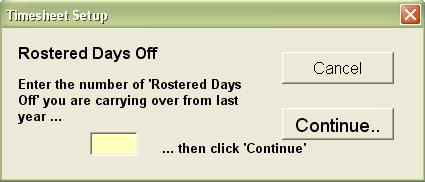 Timesheet Setup
Rostered Days Off
Enter the number of 'Rostered Days
Off' you are carrying over from last
year ...
... then click 'Continue'
Cancel
Continue..